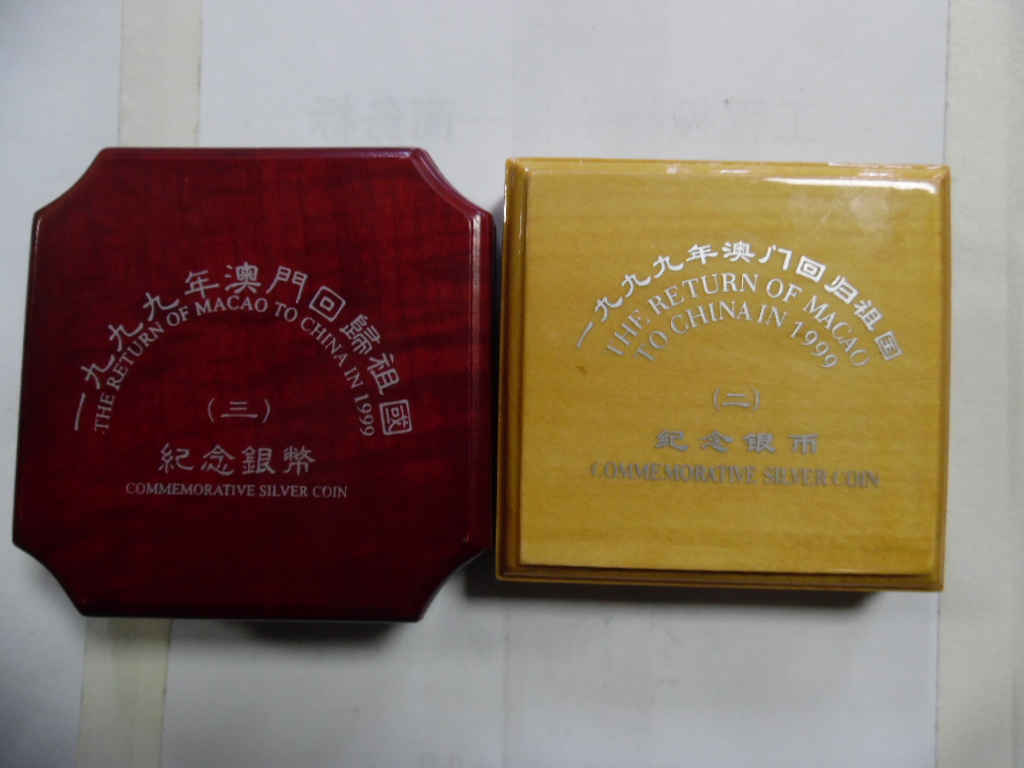 一九九九年澳門回歸祖國
THE RETURN OF MACAO TO CHINA IN 1999
(三)
紀念銀幣
COMMEMORATIVE SILVER COIN
一九九九年澳门回归祖国
THE RETURN OF MACAO
TO CHINA IN 1999
(二)
纪念银币
COMMEMORATIVE SILVER COIN